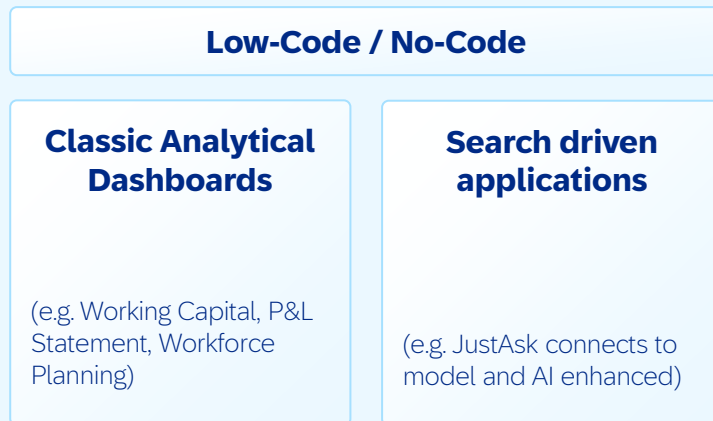 Low-Code / No-Code
Classic Analytical
Dashboards
(e.g. Working Capital, P&L
Statement, Workforce
Planning)
Search driven
applications
(e.g. JustAsk connects to
model and AI enhanced)